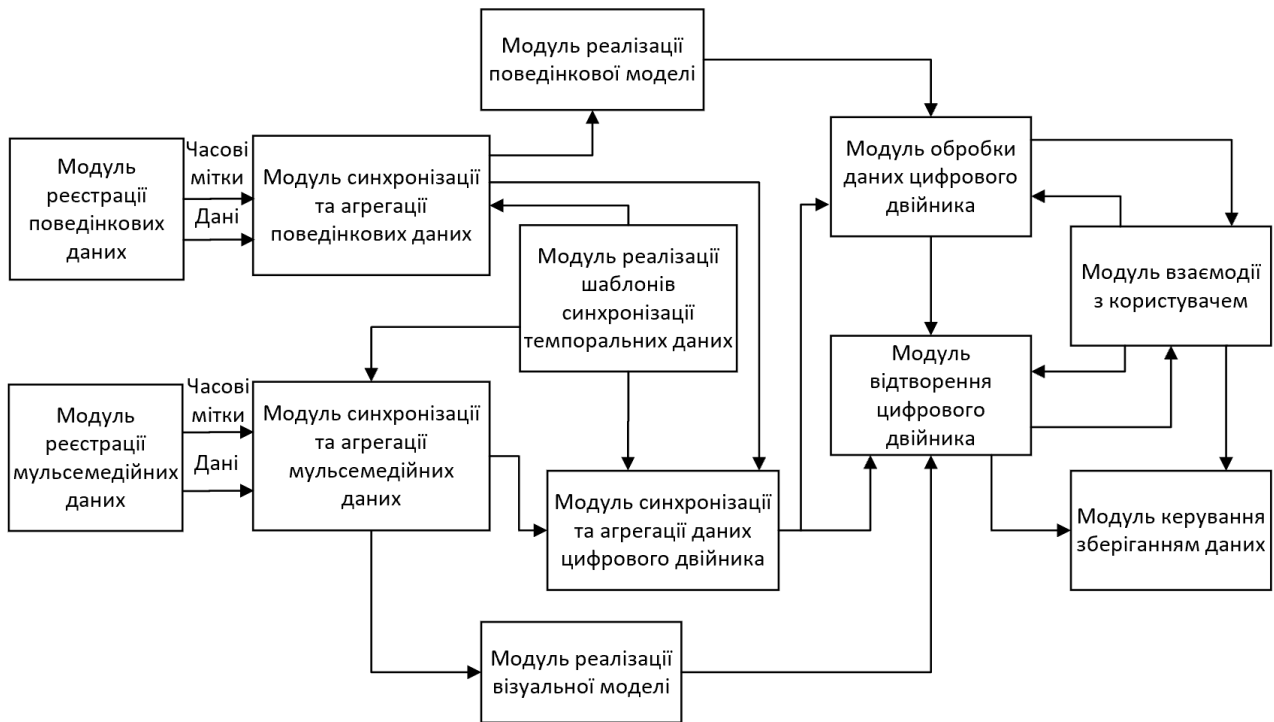 Модуль реалізації
поведінкової моделі
Модуль
реєстрації
поведінкових
даних
Часові
мітки
Дані
Модуль синхронізації
та агрегації
поведінкових даних
Модуль обробки
даних цифрового
двійника
Модуль реалізації
шаблонів
синхронізації
темпоральних даних
Модуль взаємодії
з користувачем
Модуль
відтворення
цифрового
двійника
Модуль
реєстрації
мульсемедійних
даних
Часові
мітки
Дані
Модуль синхронізації
та агрегації
мульсемедійних
даних
Модуль синхронізації
та агрегації даних
цифрового двійника
Модуль керування
зберіганням даних
Модуль реалізації
візуальної моделі